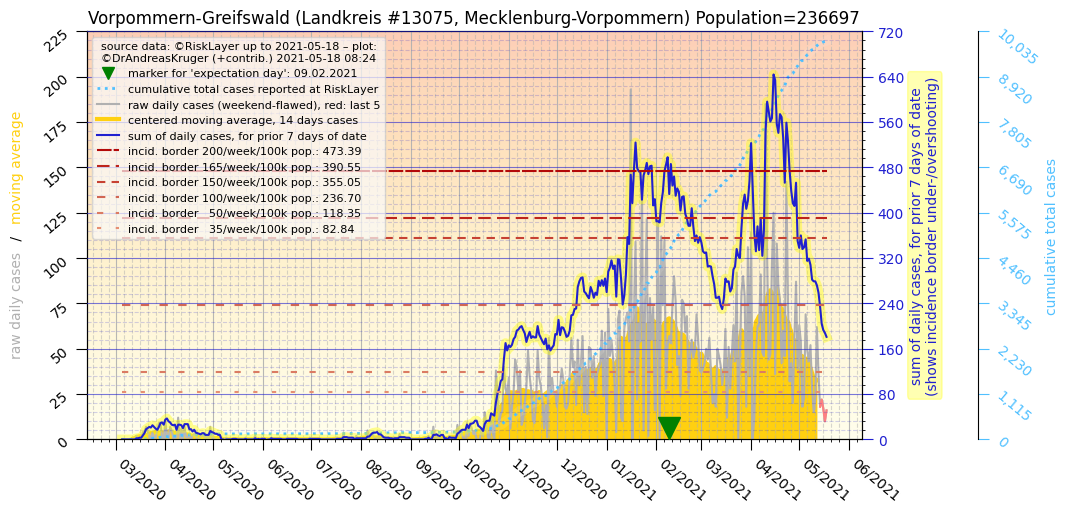 Vorpommern-Greifswald (Landkreis #13075, Mecklenburg-Vorpommern) Population=236697
source data: ©RiskLayer up to 2021-05-18 – plot:
©DrAndreasKruger (+contrib.) 2021-05-18 08:24
marker for 'expectation day': 09.02.2021
cumulative total cases reported at RiskLayer
raw daily cases (weekend-flawed), red: last 5
centered moving average, 14 days cases
sum of daily cases, for prior 7 days of date
incid. border 200/week/100k pop.: 473.39
incid. border 165/week/100k pop.: 390.55
incid. border 150/week/100k pop.: 355.05
incid. border 100/week/100k pop.: 236.70
incid. border   50/week/100k pop.: 118.35
incid. border   35/week/100k pop.: 82.84
raw daily cases / moving average
225
200
175
150
125
100
75
50
25
0
03/2020
04/2020
05/2020
06/2020
07/2020
08/2020
09/2020
10/2020
11/2020
12/2020
01/2021
02/2021
03/2021
04/2021
05/2021
06/2021
720
640
560
480
400
320
240
160
80
0
sum of daily cases, for prior 7 days of date
(shows incidence border under-/overshooting)
10,035
8,920
7,805
6,690
5,575
4,460
3,345
2,230
1,115
0
cumulative total cases